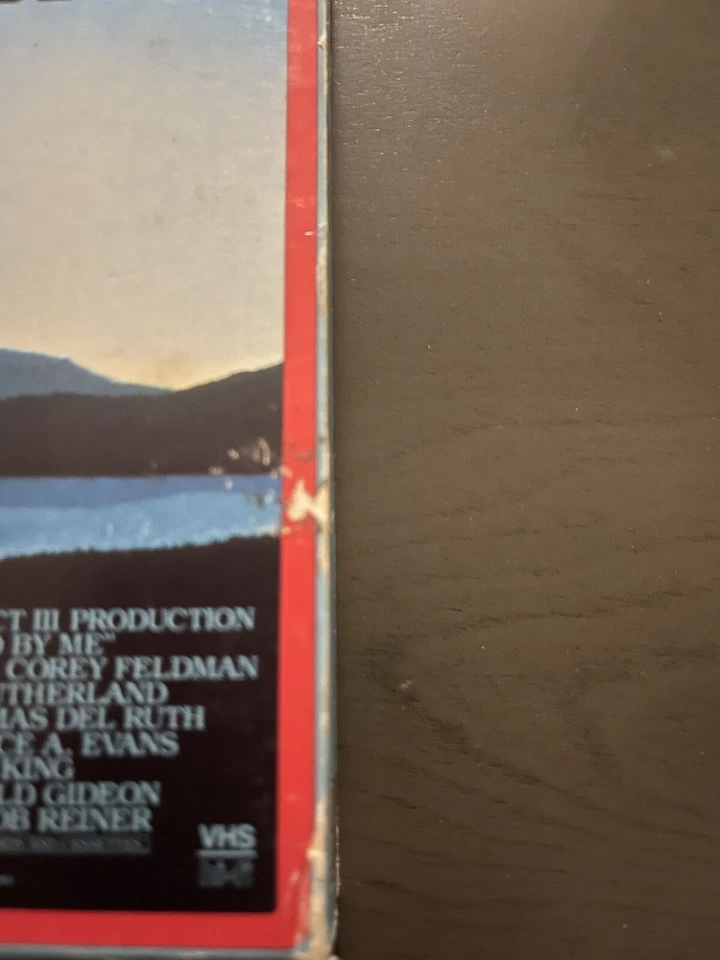 CT III PRODUCTION
BY ME"
COREY FELDMAN
UTHERLAND
MAS DEL RUTH
CE A. EVANS
KING
LD GIDEON
OB REINER
VHS